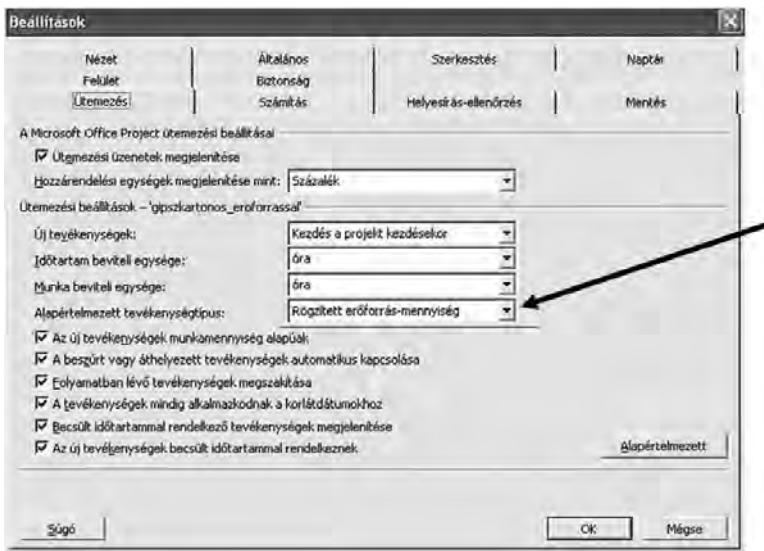 Beállítások
Nézet Általános Szerkesztés Naptár
Felület Biztonság
Ütemezés Számítás Helyesírás-ellenőrzés Mentés
A Microsoft Office Project ütemezési beállításai
Ütemezési üzenetek megjelenítése
Hozzárendelési egységek megjelenítése mint: Százalék
Ütemezési beállítások – 'gipszkartonos_eroforrassal'
Új tevékenységek: Kezdés a projekt kezdésekor
Időtartam beviteli egysége: óra
Munka beviteli egysége: óra
Alapértelmezett tevékenységtípus: Rögzített erőforrás-mennyiség
Az új tevékenységek munkamennyiség alapúak
A beszúrt vagy áthelyezett tevékenységek automatikus kapcsolása
Folyamatban lévő tevékenységek megszakítása
A tevékenységek mindig alkalmazkodnak a korlátdátumokhoz
Becsült időtartammal rendelkező tevékenységek megjelenítése
Az új tevékenységek becsült időtartammal rendelkeznek
Alapértelmezett
Súgó OK Mégse